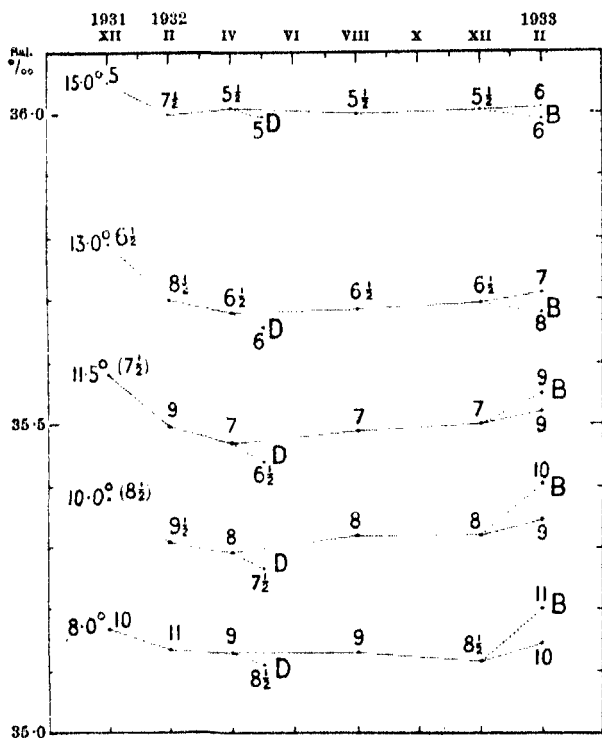 1931 1932 1933
XII II IV VI VIII X XII II
Sal.
°/oo
15·0° 5 7½ 5½ 5½ 5½ 6
36·0 5 D 6 B
13·0° 6½
8½ 6½ 6½ 6½ 7
6 D 8 B
11·5° (7½) 9 7 7 7 9 B
35·5 9
6½ D
10·0° (8½) 10 B
9½ 8 8 8 9
7½ D
8·0° 10 11 9 9 8½ 11 B
8½ D 10
35·0